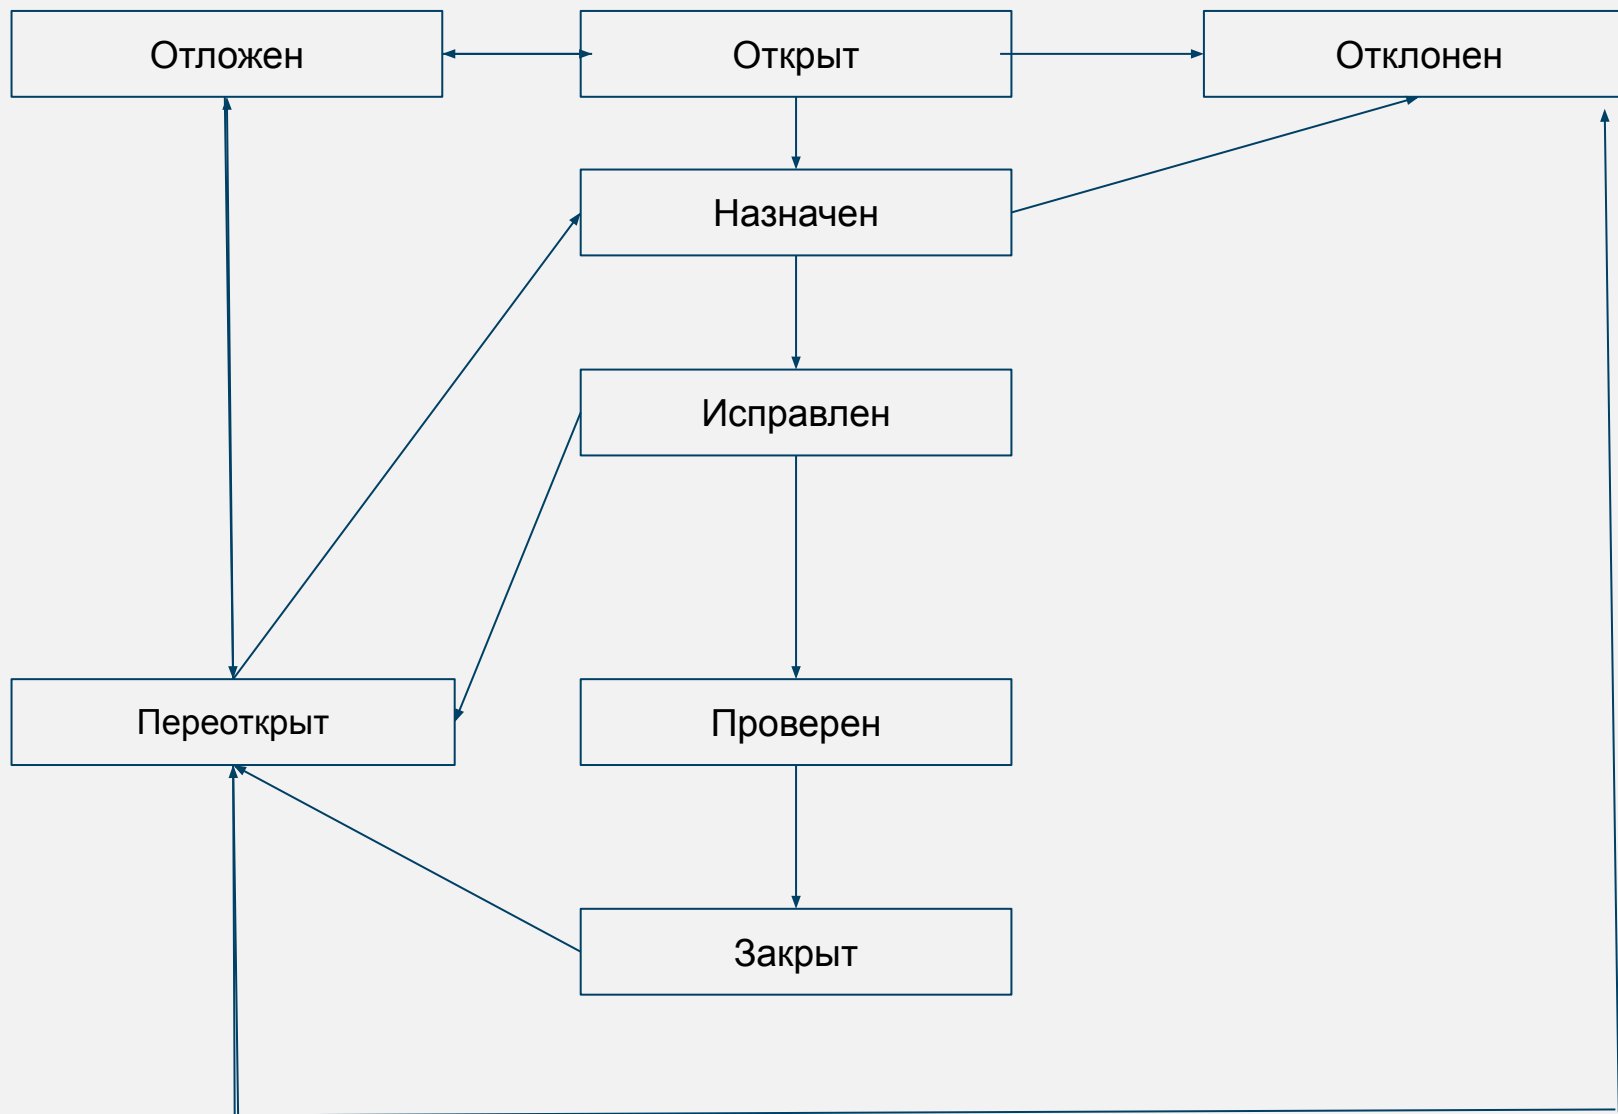 Отложен
Открыт
Отклонен
Назначен
Исправлен
Переоткрыт
Проверен
Закрыт